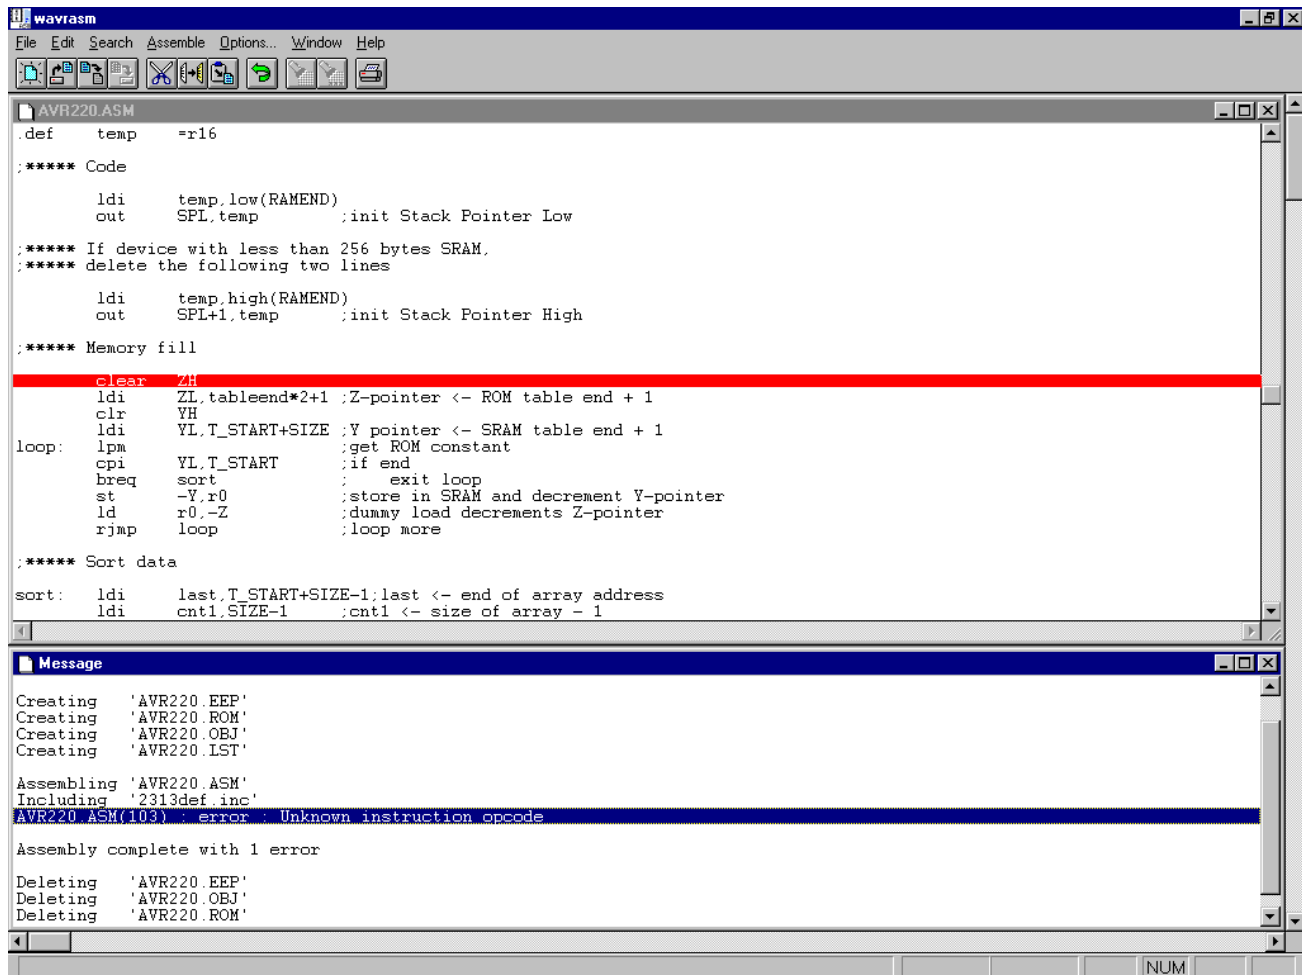 wavrasm
File Edit Search Assemble Options... Window Help
AVR220.ASM
.def temp =r16
;***** Code
ldi temp,low(RAMEND)
out SPL,temp ;init Stack Pointer Low
;***** If device with less than 256 bytes SRAM,
;***** delete the following two lines
ldi temp,high(RAMEND)
out SPL+1,temp ;init Stack Pointer High
;***** Memory fill
clear ZH
ldi ZL,tableend*2+1 ;Z-pointer <- ROM table end + 1
clr YH
ldi YL,T_START+SIZE ;Y pointer <- SRAM table end + 1
loop: lpm ;get ROM constant
cpi YL,T_START ;if end
breq sort ; exit loop
st -Y,r0 ;store in SRAM and decrement Y-pointer
ld r0,-Z ;dummy load decrements Z-pointer
rjmp loop ;loop more
;***** Sort data
sort: ldi last,T_START+SIZE-1;last <- end of array address
ldi cnt1,SIZE-1 ;cnt1 <- size of array - 1
Message
Creating 'AVR220.EEP'
Creating 'AVR220.ROM'
Creating 'AVR220.OBJ'
Creating 'AVR220.LST'
Assembling 'AVR220.ASM'
Including '2313def.inc'
AVR220.ASM(103) : error : Unknown instruction opcode
Assembly complete with 1 error
Deleting 'AVR220.EEP'
Deleting 'AVR220.OBJ'
Deleting 'AVR220.ROM'
NUM